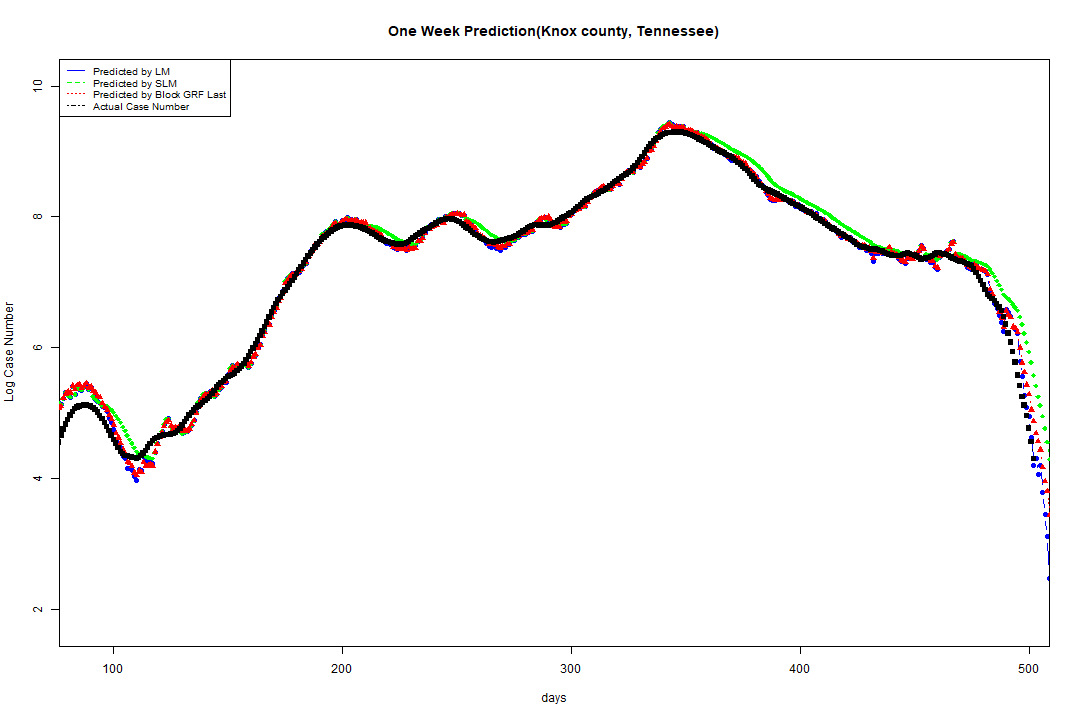 One Week Prediction(Knox county, Tennessee)
Predicted by LM
Predicted by SLM
Predicted by Block GRF Last
Actual Case Number
10
8
6
4
2
Log Case Number
100 200 300 400 500
days